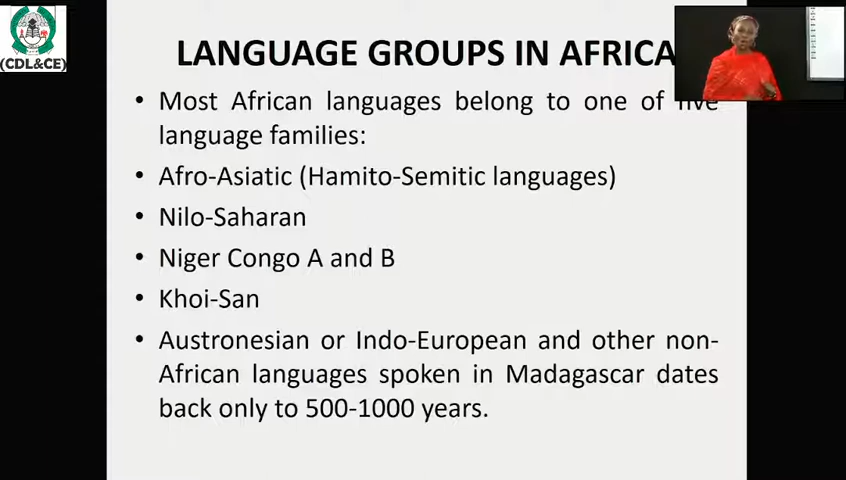 (CDL&CE)
LANGUAGE GROUPS IN AFRICA
• Most African languages belong to one of five
language families:
• Afro-Asiatic (Hamito-Semitic languages)
• Nilo-Saharan
• Niger Congo A and B
• Khoi-San
• Austronesian or Indo-European and other non-
African languages spoken in Madagascar dates
back only to 500-1000 years.